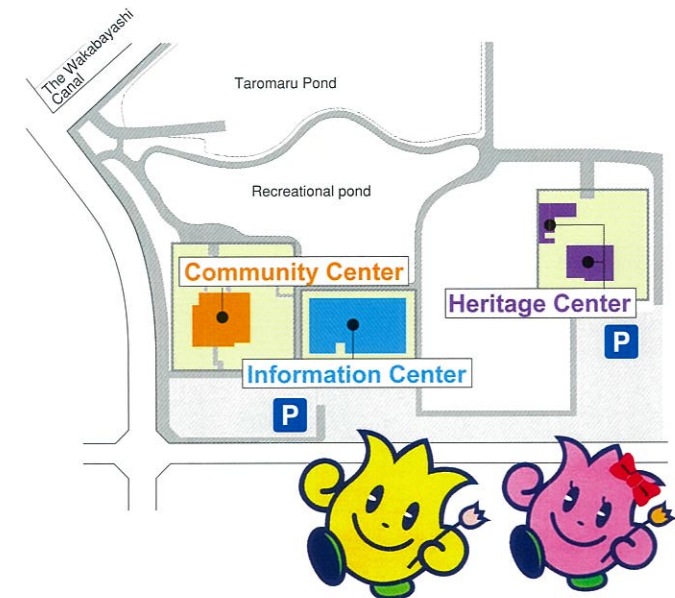 The Wakabayashi
Canal
Taromaru Pond
Recreational pond
Community Center
Heritage Center
P
Information Center
P